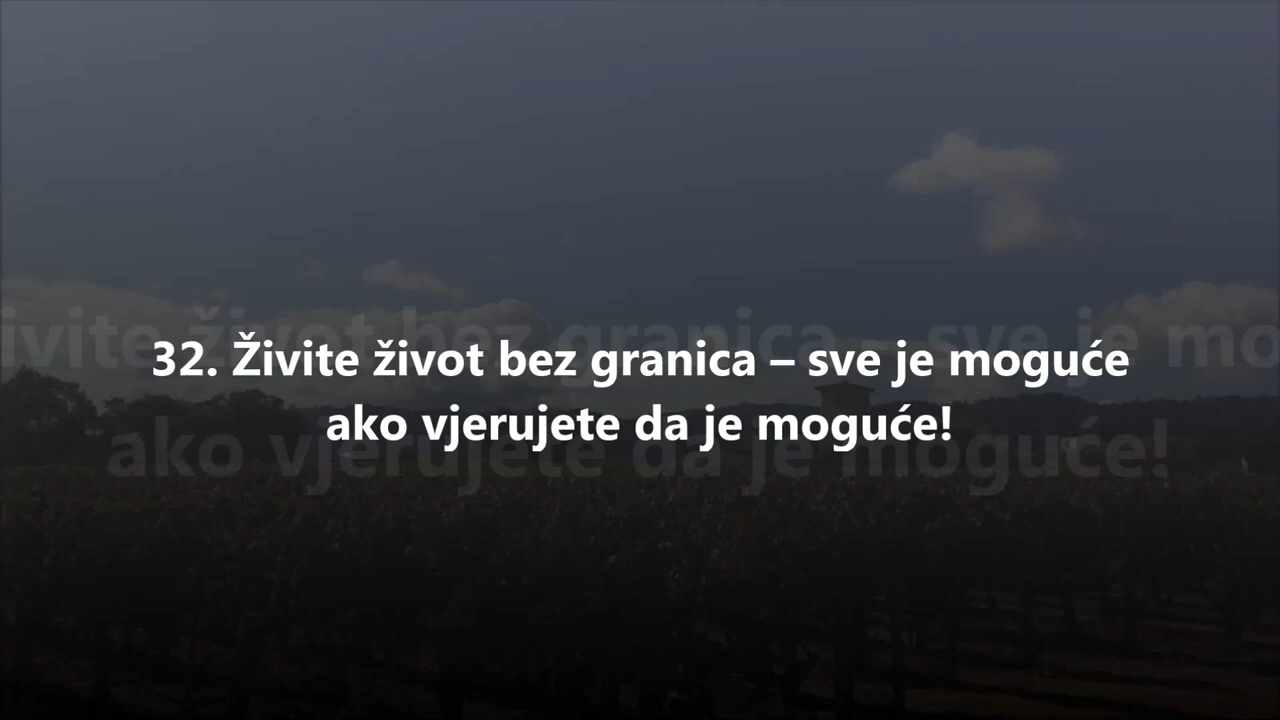 32. Živite život bez granica – sve je moguće
ako vjerujete da je moguće!